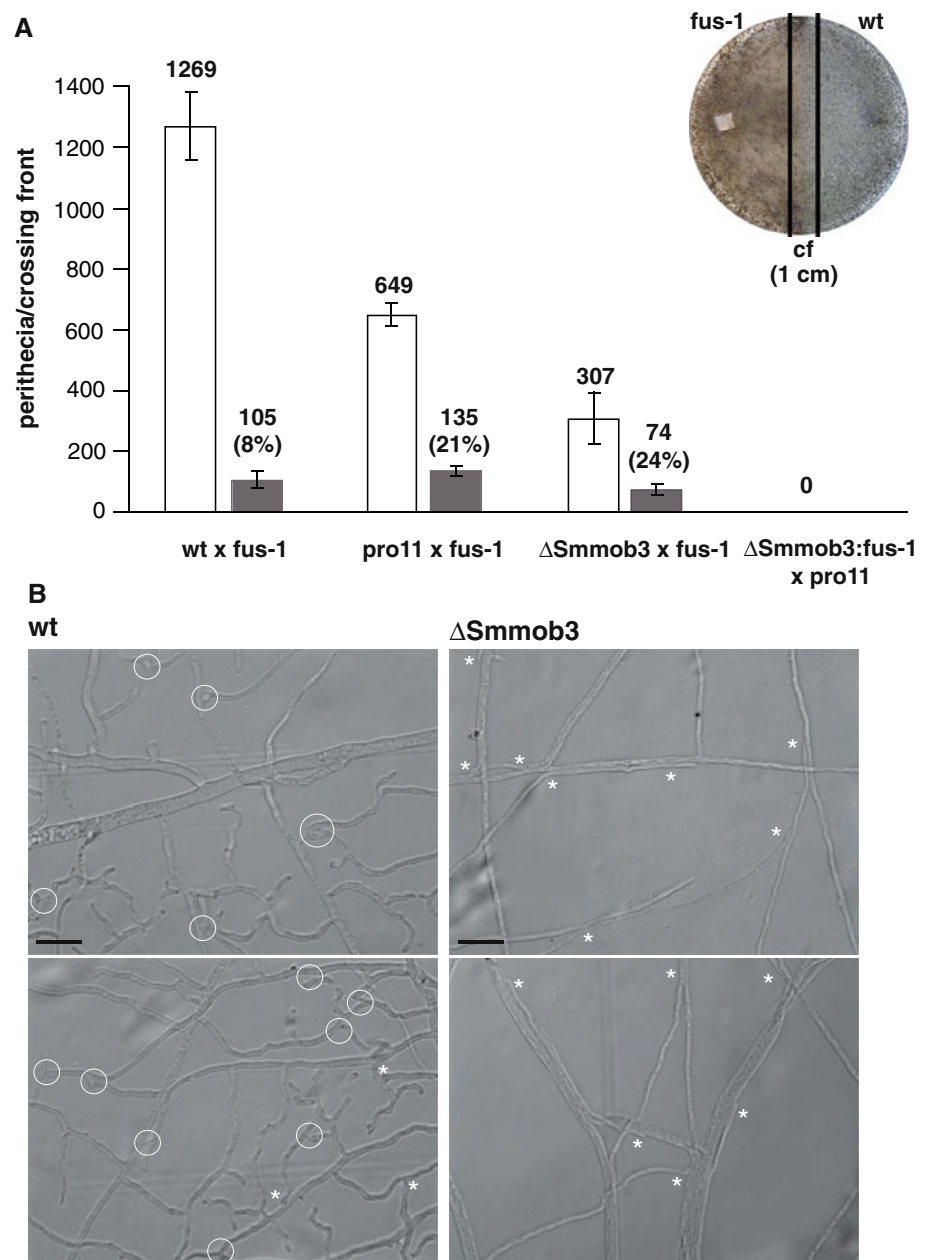 A
fus-1
wt
cf
(1 cm)
perithecia/crossing front
1400
1200
1000
800
600
400
200
0
1269
105
(8%)
649
135
(21%)
307
74
(24%)
0
wt x fus-1
pro11 x fus-1
ΔSmmob3 x fus-1
ΔSmmob3:fus-1
x pro11
B
wt
ΔSmmob3